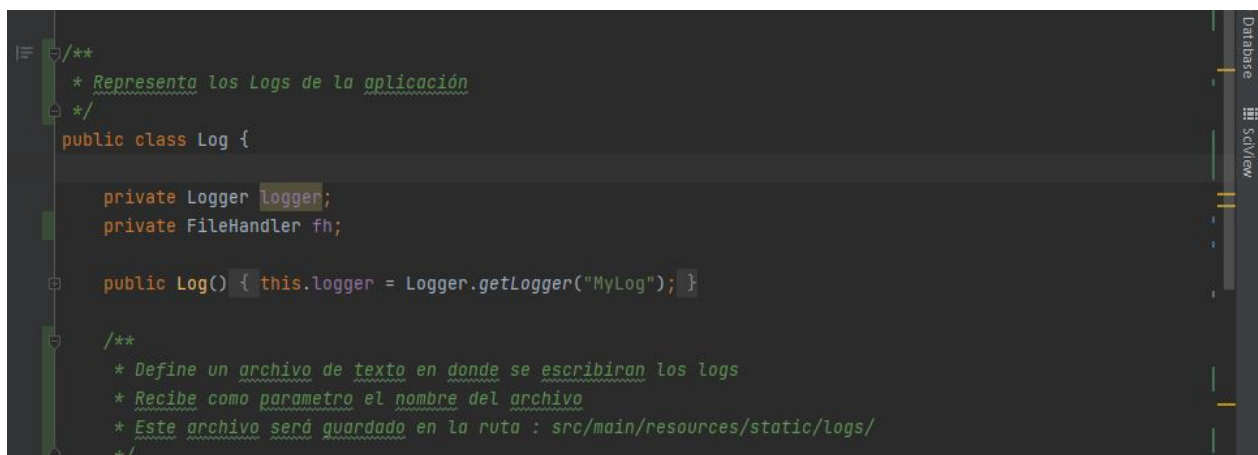 /**
* Representa los Logs de la aplicación
*/
public class Log {
private Logger logger;
private FileHandler fh;
public Log() { this.logger = Logger.getLogger("MyLog"); }
/**
* Define un archivo de texto en donde se escribiran los logs
* Recibe como parametro el nombre del archivo
* Este archivo será guardado en la ruta : src/main/resources/static/logs/
*/
Database
SciView